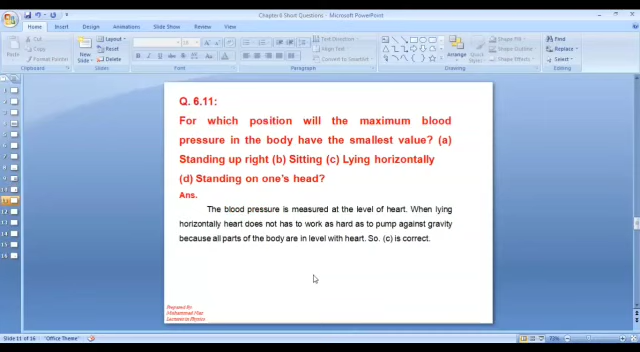 Chapter 6 Short Questions - Microsoft PowerPoint
Home Insert Design Animations Slide Show Review View
Cut
Copy
Format Painter
Paste
Clipboard
New Slide
Layout
Reset
Delete
Slides
Font
Paragraph
Text Direction
Align Text
Convert to SmartArt
Arrange
Quick Styles
Shape Fill
Shape Outline
Shape Effects
Drawing
Find
Replace
Select
Editing
Q. 6.11:
For which position will the maximum blood
pressure in the body have the smallest value? (a)
Standing up right (b) Sitting (c) Lying horizontally
(d) Standing on one's head?
Ans.
The blood pressure is measured at the level of heart. When lying
horizontally heart does not has to work as hard as to pump against gravity
because all parts of the body are in level with heart. So, (c) is correct.
Prepared By
Muhammad Niaz
Lecturer in Physics
Slide 11 of 16 "Office Theme" 73%